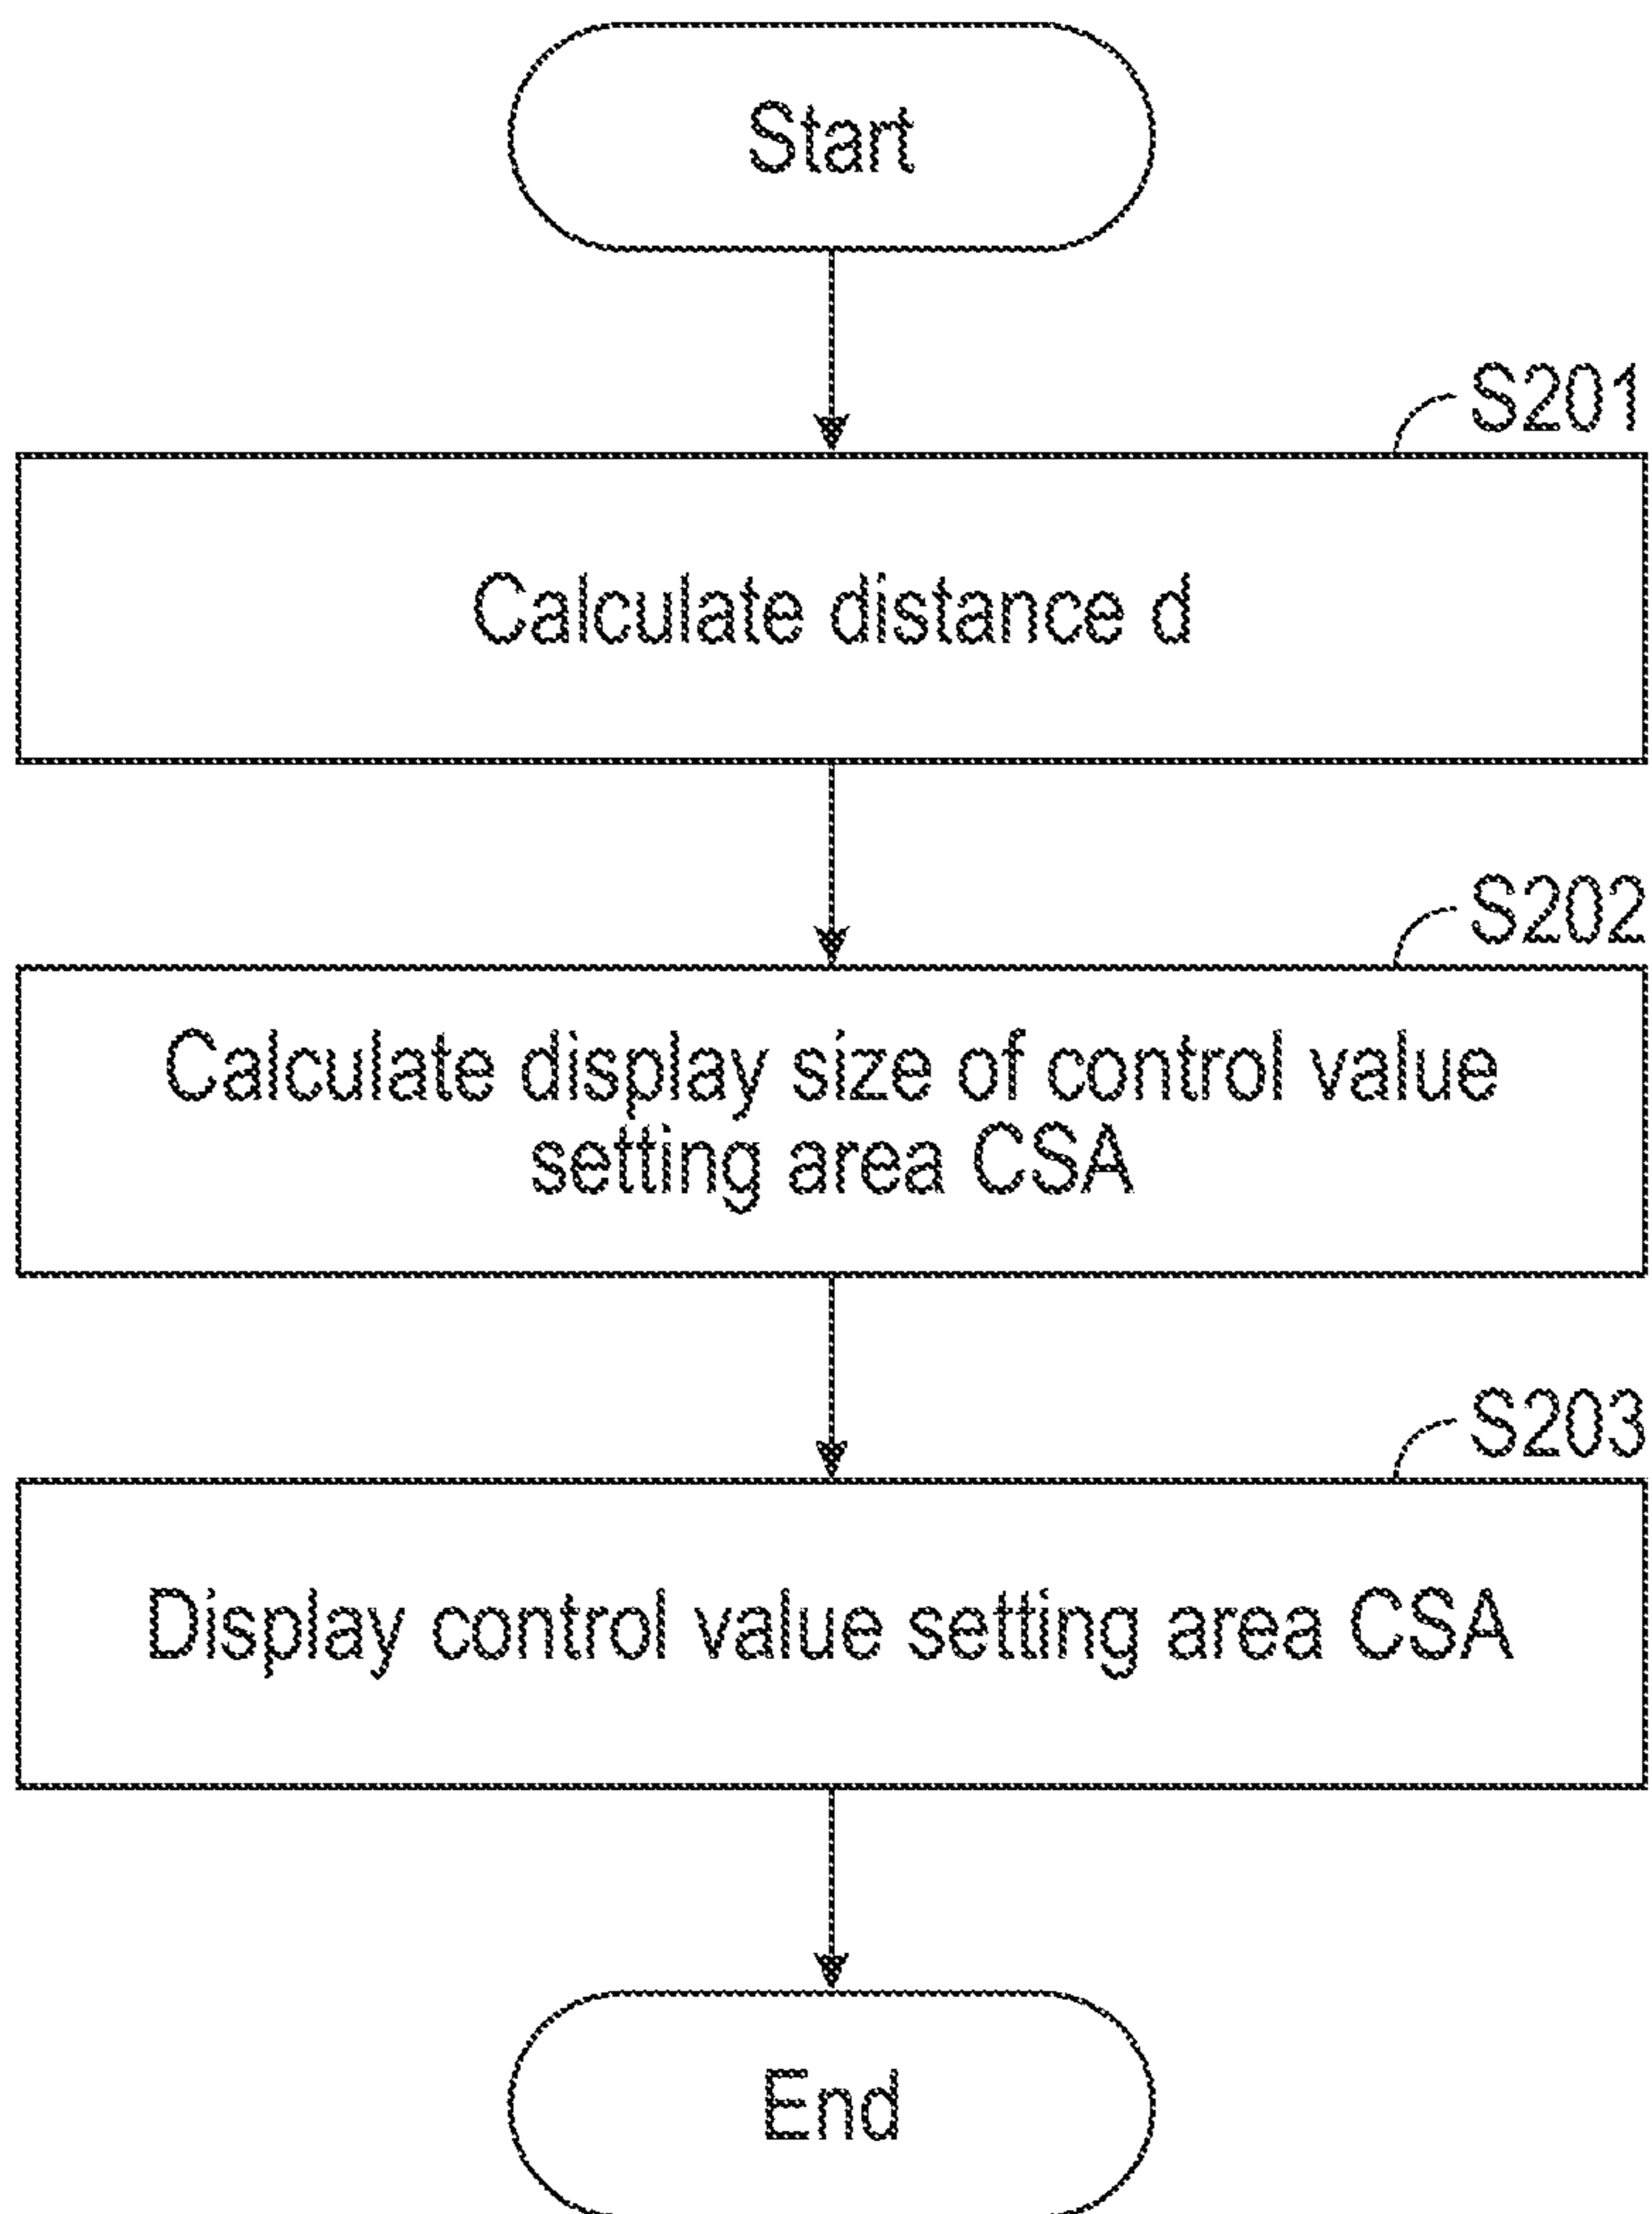 Start
S201
Calculate distance d
S202
Calculate display size of control value
setting area CSA
S203
Display control value setting area CSA
End